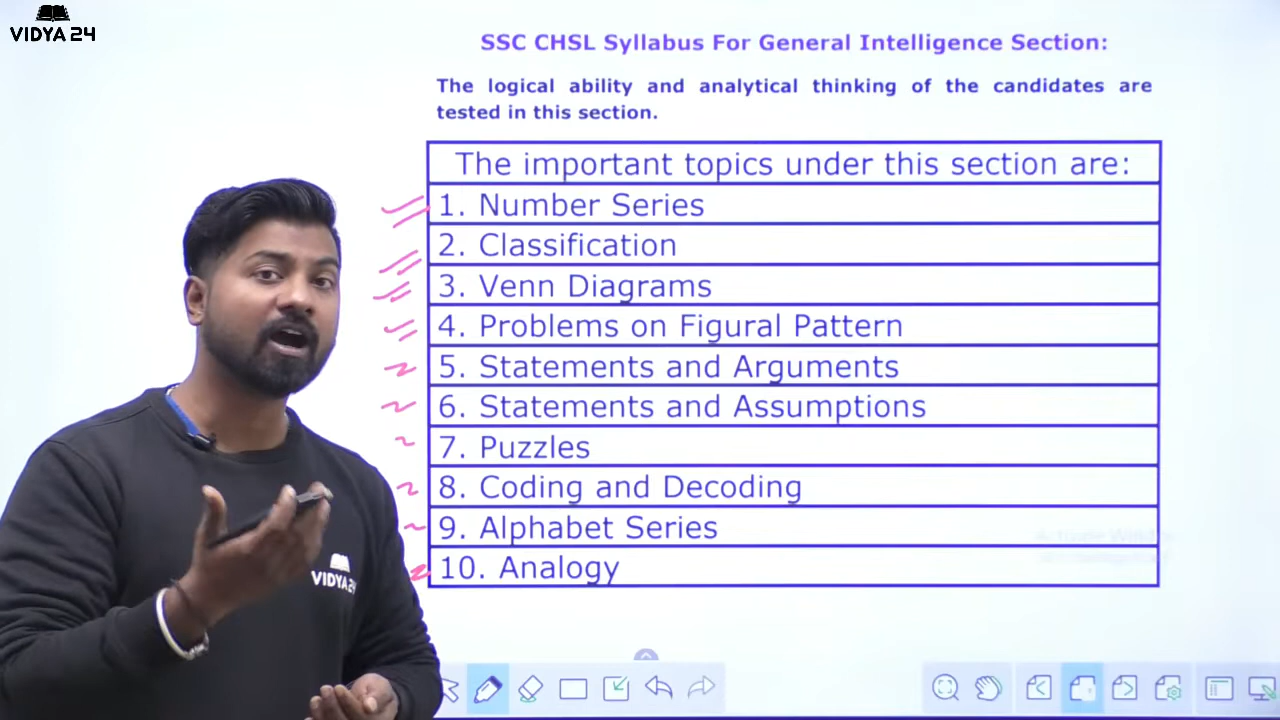 VIDYA 24
SSC CHSL Syllabus For General Intelligence Section:
The logical ability and analytical thinking of the candidates are
tested in this section.
The important topics under this section are:
1. Number Series
2. Classification
3. Venn Diagrams
4. Problems on Figural Pattern
5. Statements and Arguments
6. Statements and Assumptions
7. Puzzles
8. Coding and Decoding
9. Alphabet Series
10. Analogy
VIDYA 24